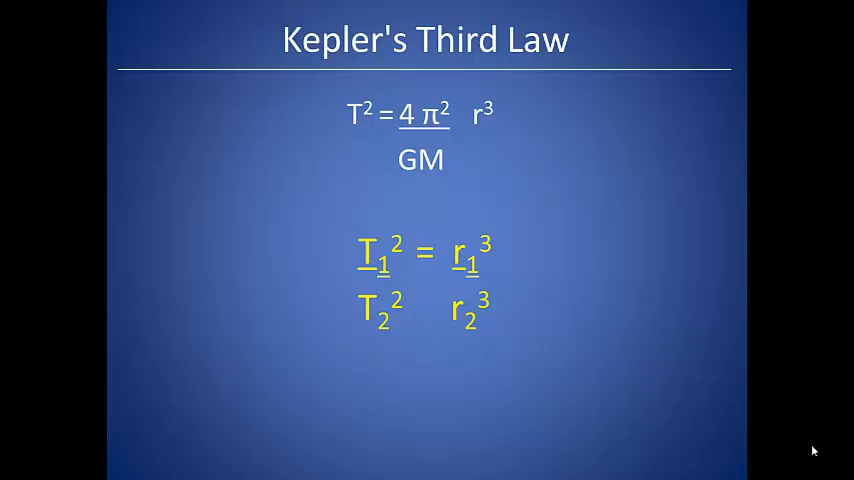 Kepler's Third Law
T² = 4 π² r³
GM
T₁² = r₁³
T₂² r₂³